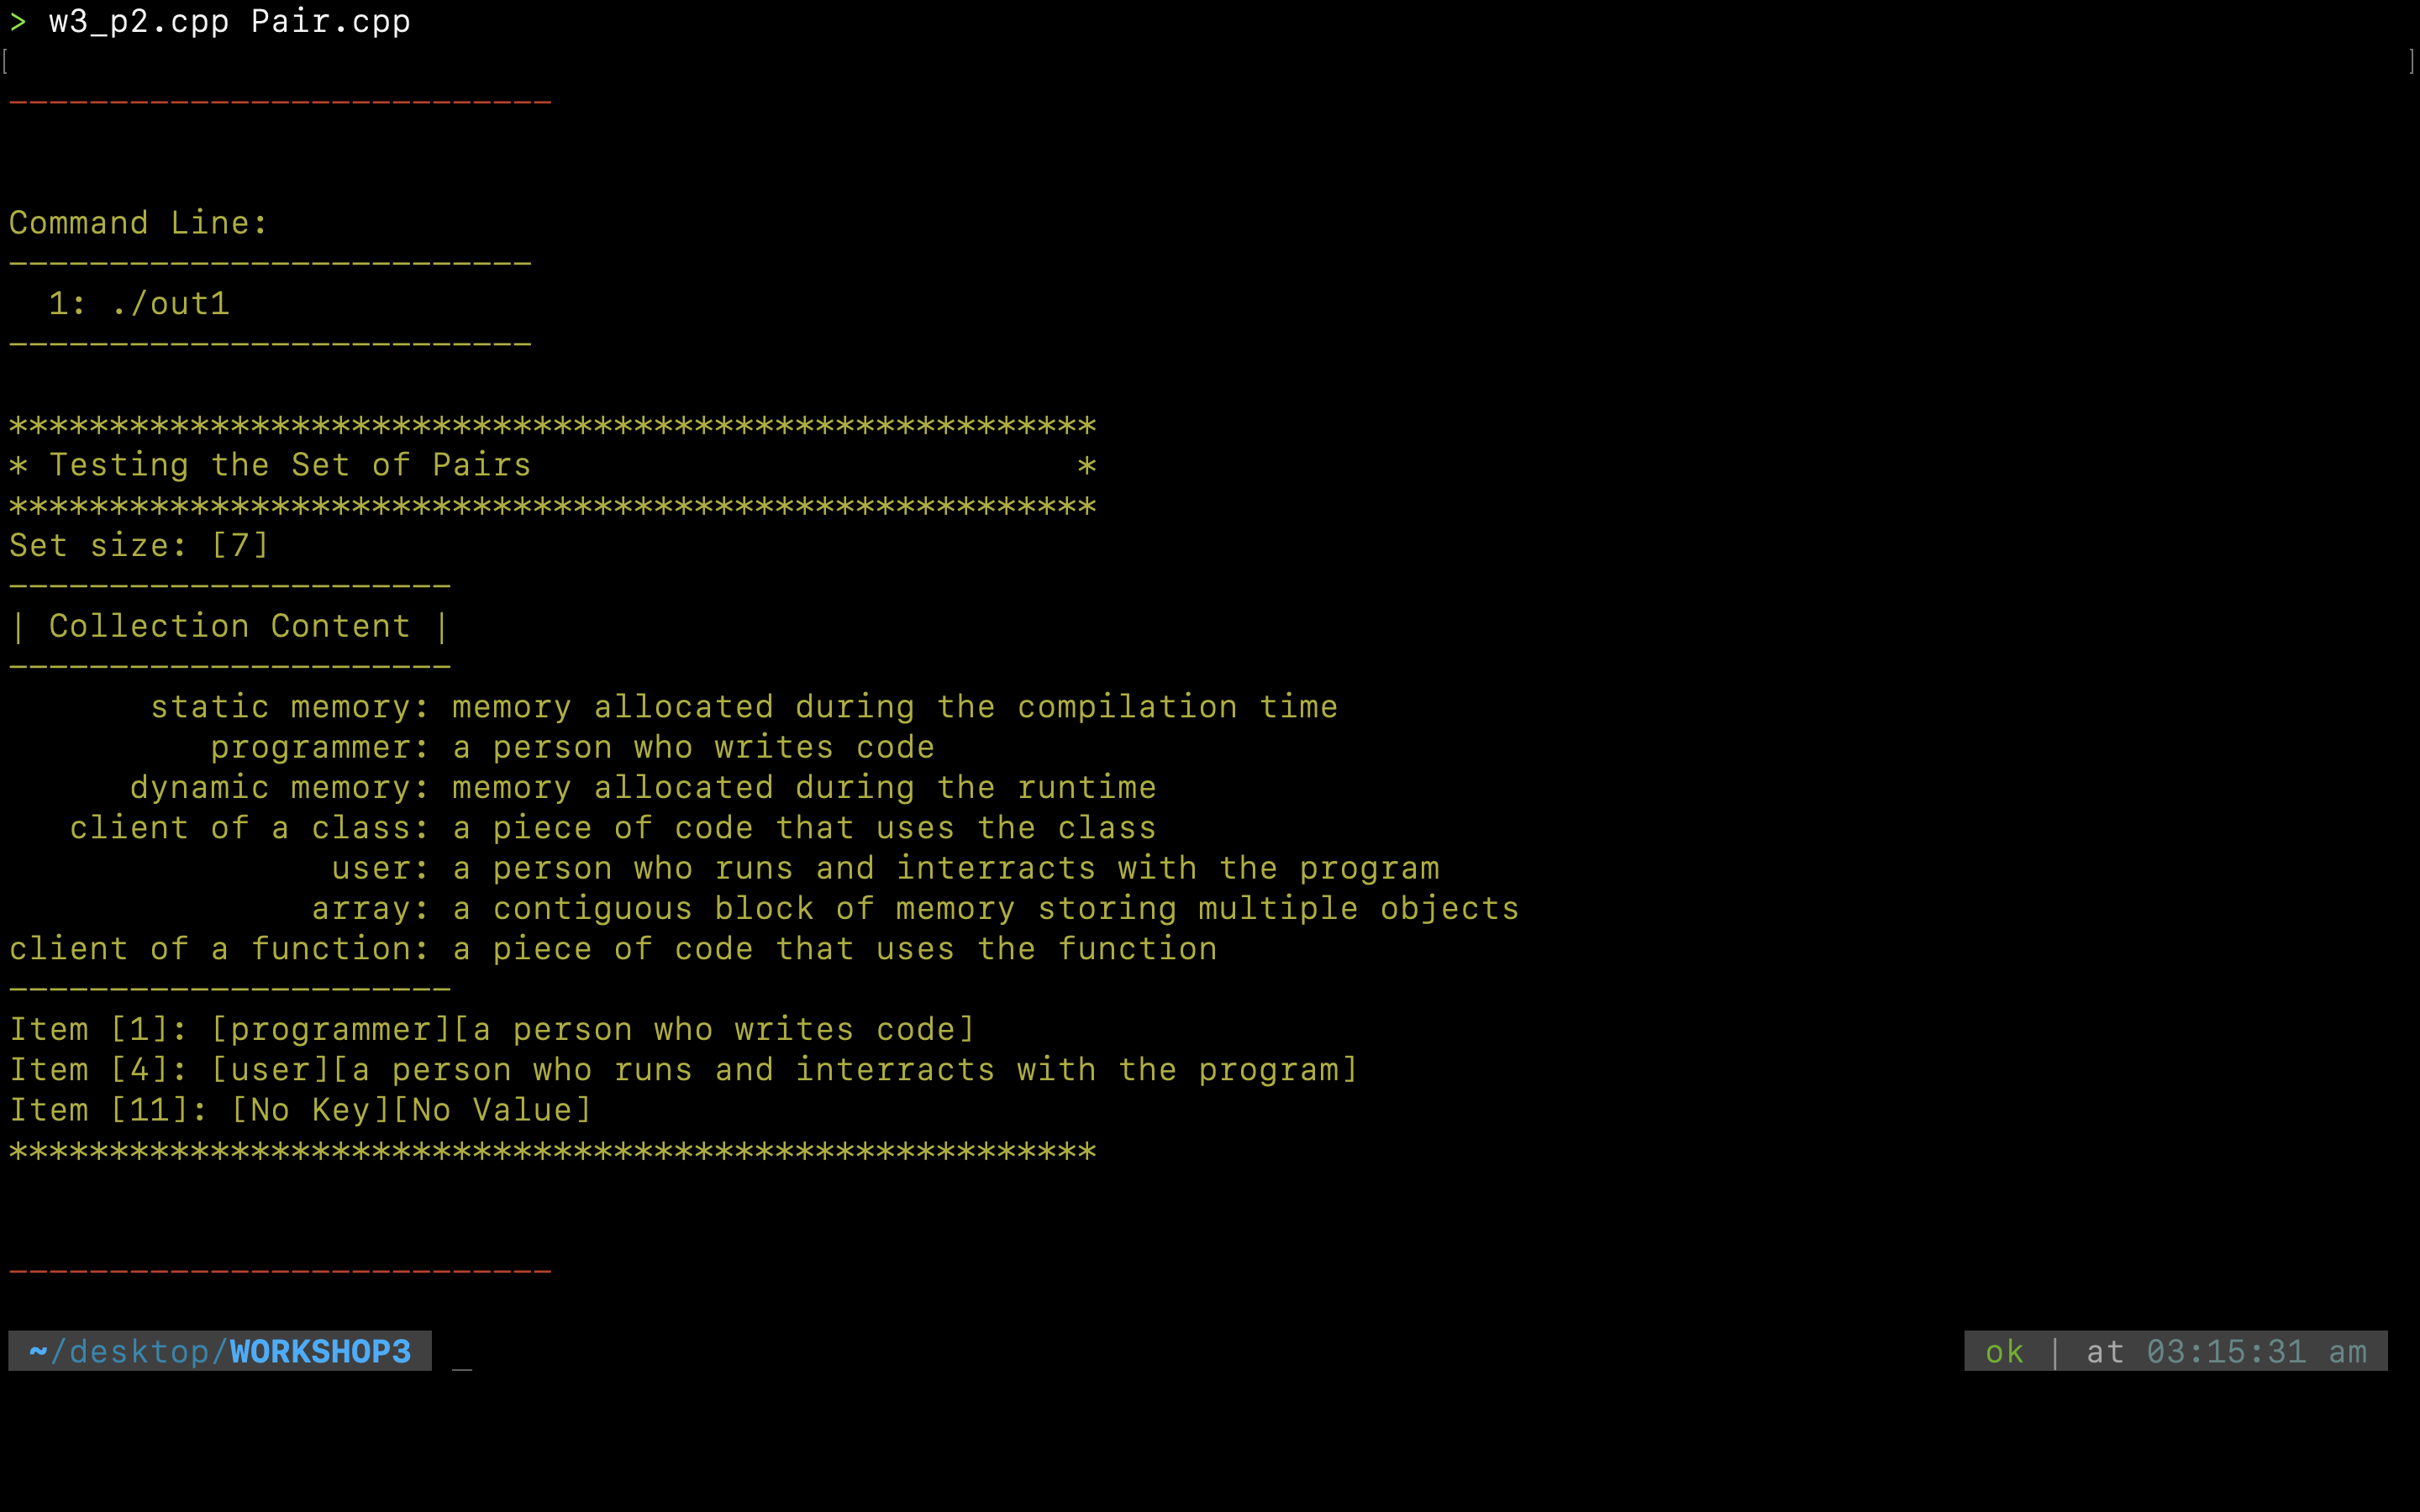 > w3_p2.cpp Pair.cpp
[ ]
---------------------------
Command Line:
--------------------------
  1: ./out1
--------------------------
******************************************************
* Testing the Set of Pairs                           *
******************************************************
Set size: [7]
----------------------
| Collection Content |
----------------------
       static memory: memory allocated during the compilation time
          programmer: a person who writes code
      dynamic memory: memory allocated during the runtime
   client of a class: a piece of code that uses the class
                user: a person who runs and interracts with the program
               array: a contiguous block of memory storing multiple objects
client of a function: a piece of code that uses the function
----------------------
Item [1]: [programmer][a person who writes code]
Item [4]: [user][a person who runs and interracts with the program]
Item [11]: [No Key][No Value]
******************************************************
---------------------------
~/desktop/WORKSHOP3 _ ok | at 03:15:31 am